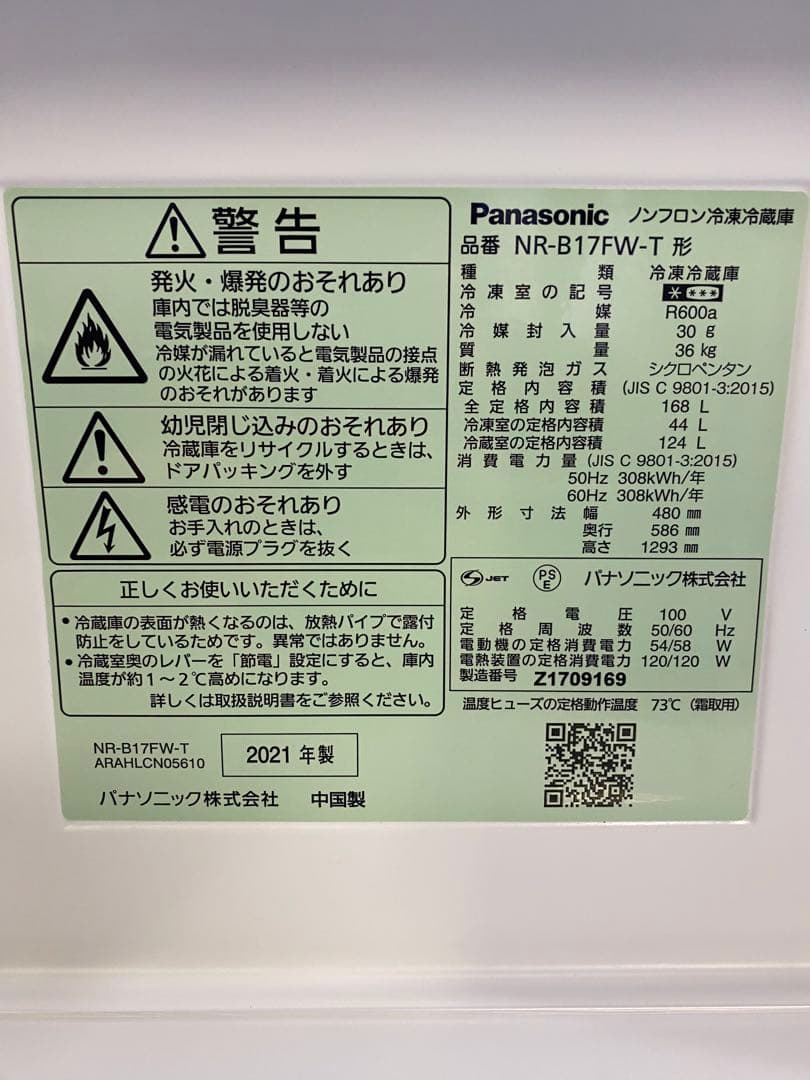 警告
発火・爆発のおそれあり
庫内では脱臭器等の
電気製品を使用しない
冷媒が漏れていると電気製品の接点
の火花による着火・着火による爆発
のおそれがあります
幼児閉じ込みのおそれあり
冷蔵庫をリサイクルするときは、
ドアパッキングを外す
感電のおそれあり
お手入れのときは、
必ず電源プラグを抜く
正しくお使いいただくために
・冷蔵庫の表面が熱くなるのは、放熱パイプで露付
防止をしているためです。異常ではありません。
・冷蔵室奥のレバーを「節電」設定にすると、庫内
温度が約1~2℃高めになります。
詳しくは取扱説明書をご参照ください。
NR-B17FW-T
ARAHLCN05610
2021 年製
パナソニック株式会社 中国製
Panasonic ノンフロン冷凍冷蔵庫
品番 NR-B17FW-T 形
種類 冷凍冷蔵庫
冷凍室の記号 * ***
冷媒 R600a
冷媒封入量 30 g
質量 36 kg
断熱発泡ガス シクロペンタン
定格内容積 (JIS C 9801-3:2015)
全定格内容積 168 L
冷凍室の定格内容積 44 L
冷蔵室の定格内容積 124 L
消費電力量 (JIS C 9801-3:2015)
50Hz 308kWh/年
60Hz 308kWh/年
外形寸法 幅 480 mm
奥行 586 mm
高さ 1293 mm
S JET PS E パナソニック株式会社
定格電圧 100 V
定格周波数 50/60 Hz
電動機の定格消費電力 54/58 W
電熱装置の定格消費電力 120/120 W
製造番号 Z1709169
温度ヒューズの定格動作温度 73℃ (霜取用)